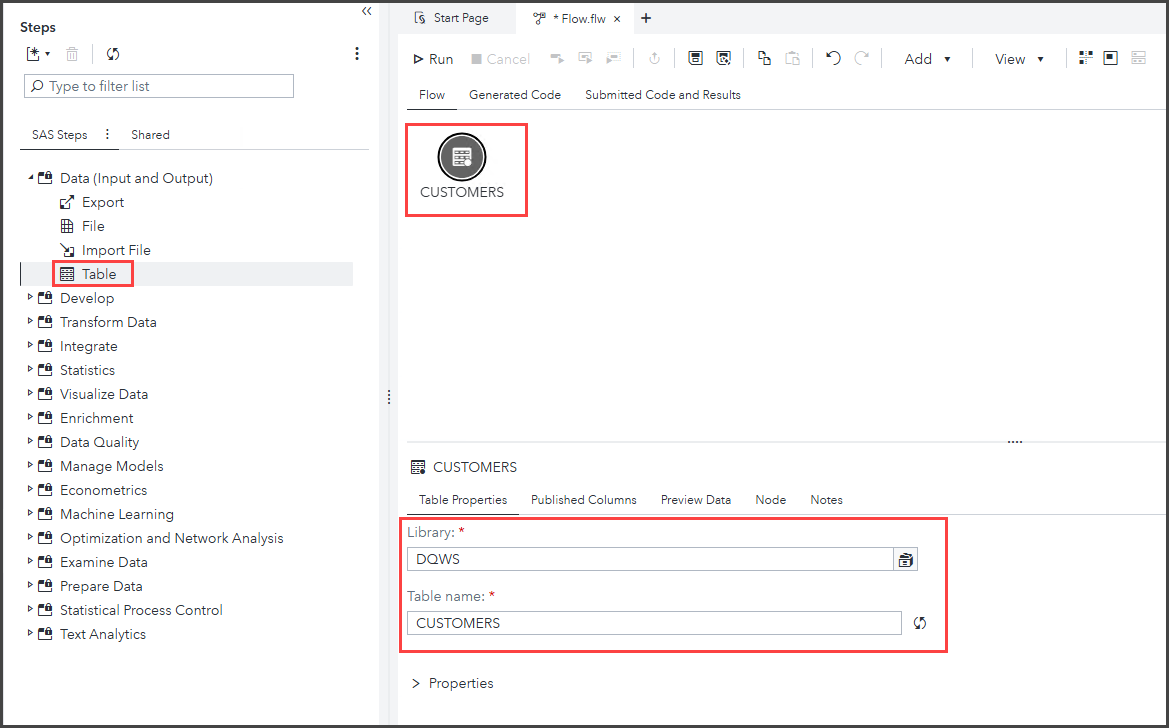 Steps
Type to filter list
SAS Steps
Shared
Data (Input and Output)
Export
File
Import File
Table
Develop
Transform Data
Integrate
Statistics
Visualize Data
Enrichment
Data Quality
Manage Models
Econometrics
Machine Learning
Optimization and Network Analysis
Examine Data
Prepare Data
Statistical Process Control
Text Analytics
Start Page
* Flow.flw
Run Cancel Add View
Flow Generated Code Submitted Code and Results
CUSTOMERS
CUSTOMERS
Table Properties Published Columns Preview Data Node Notes
Library: *
DQWS
Table name: *
CUSTOMERS
Properties